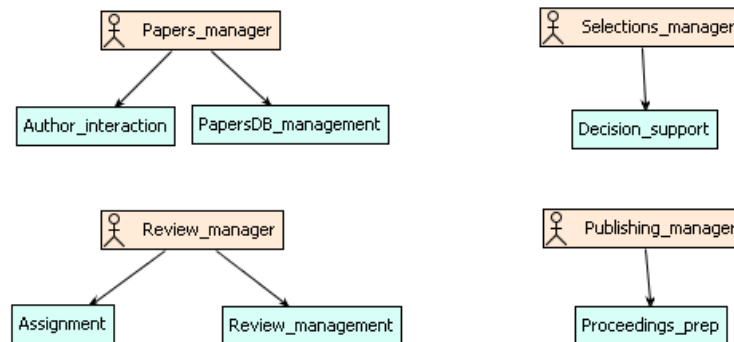 Papers_manager
Selections_manager
Author_interaction
PapersDB_management
Decision_support
Review_manager
Publishing_manager
Assignment
Review_management
Proceedings_prep